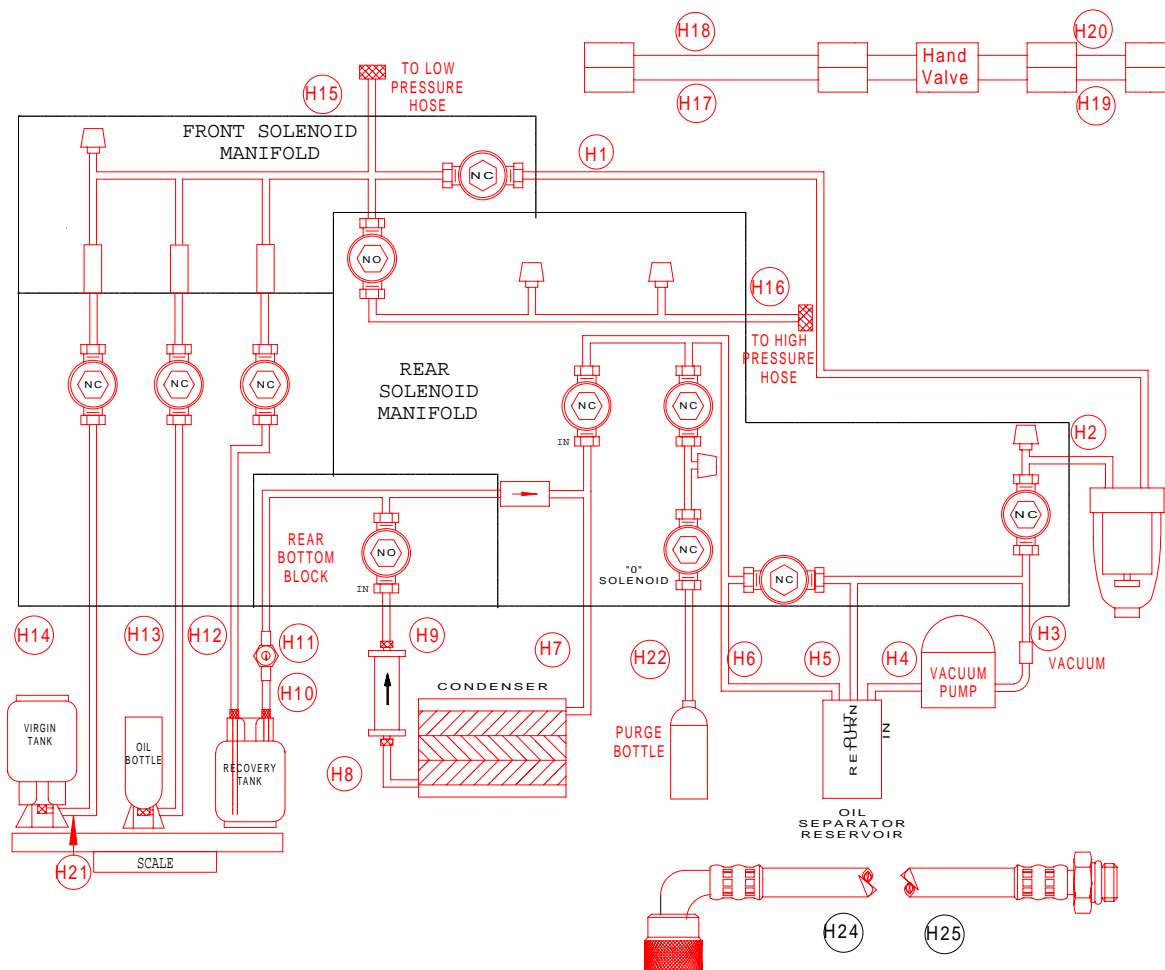 H18
H20
Hand
Valve
H17
H19
TO LOW
PRESSURE
HOSE
H15
FRONT SOLENOID
MANIFOLD
H1
NC
NO
H16
TO HIGH
PRESSURE
HOSE
REAR
SOLENOID
MANIFOLD
NC
NC
NC
NC
NC
IN
H2
NC
REAR
BOTTOM
BLOCK
NO
IN
NC
"O"
SOLENOID
NC
H14
H13
H12
H11
H9
H7
H22
H6
H5
H4
H3
VACUUM
H10
CONDENSER
VACUUM
PUMP
VIRGIN
TANK
OIL
BOTTLE
RECOVERY
TANK
PURGE
BOTTLE
OUT
RETURN
IN
H8
OIL
SEPARATOR
RESERVOIR
H21
SCALE
H24
H25